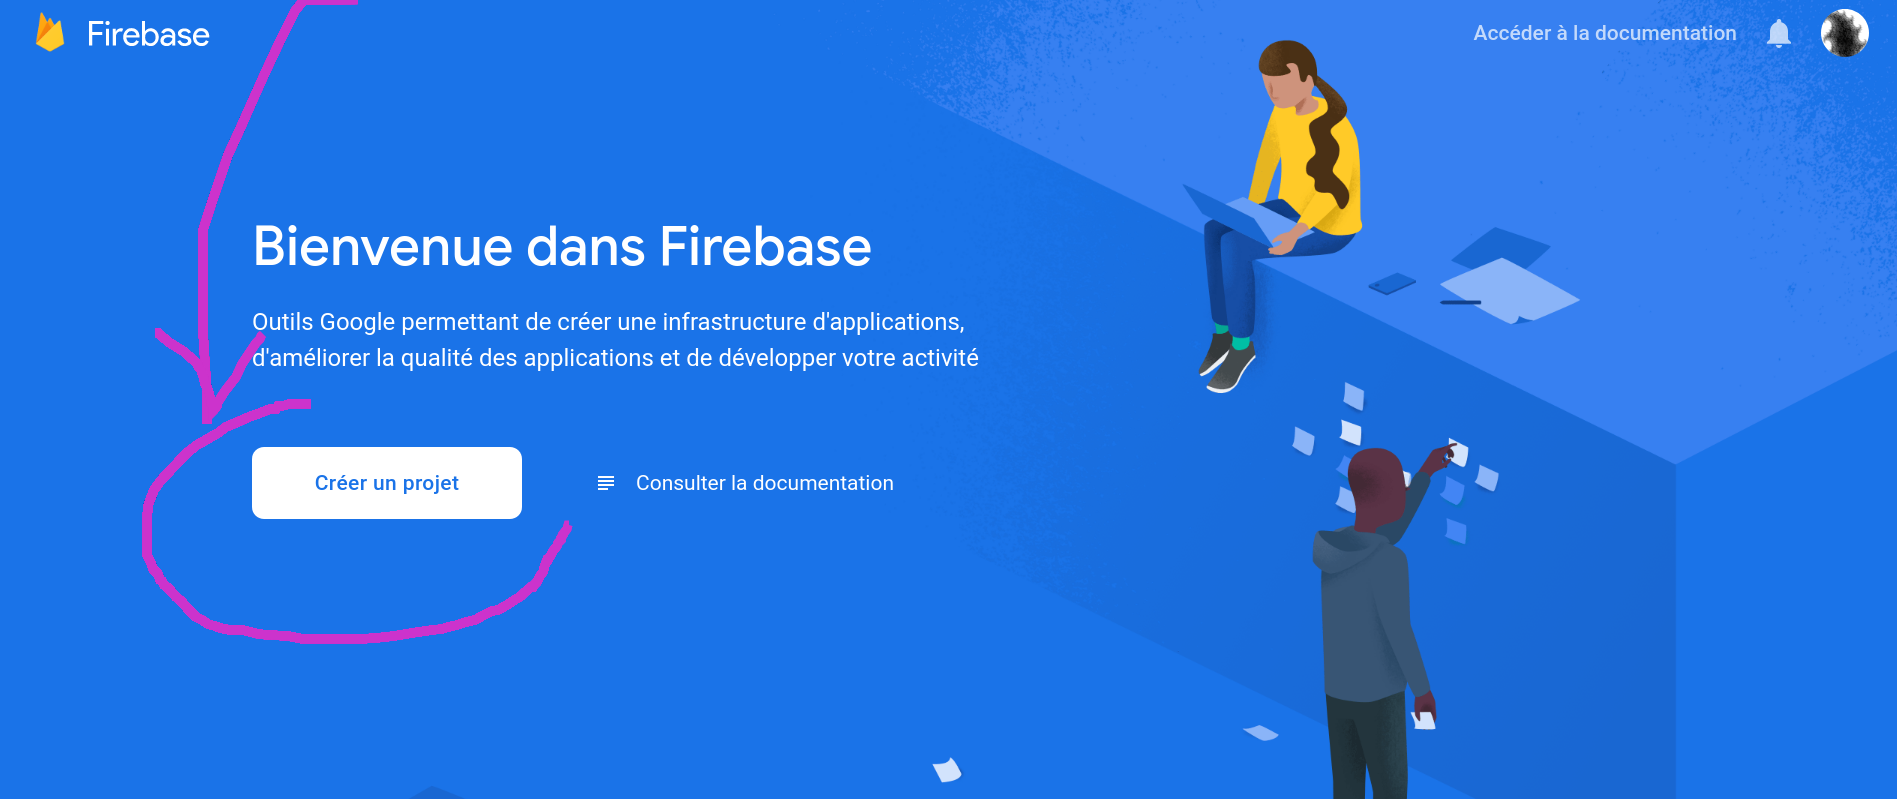 Firebase
Accéder à la documentation
Bienvenue dans Firebase
Outils Google permettant de créer une infrastructure d'applications,
d'améliorer la qualité des applications et de développer votre activité
Créer un projet
Consulter la documentation